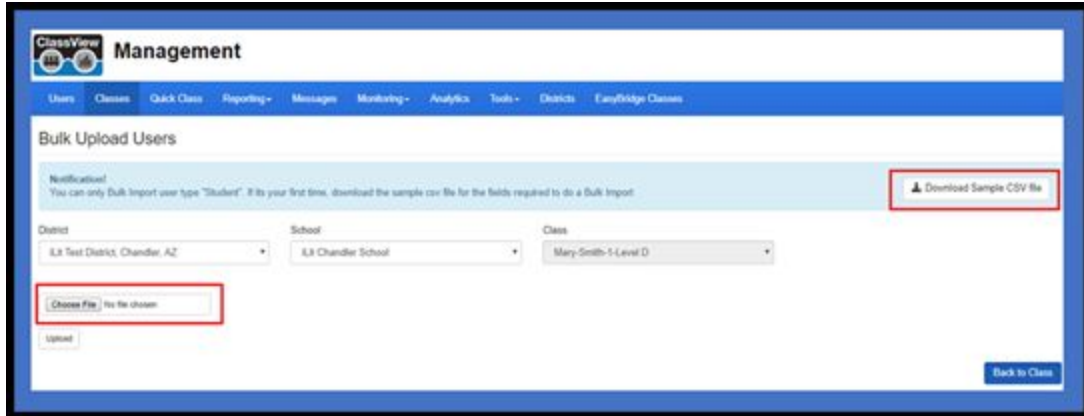 ClassView
Management
Users Classes Quick Class Reporting Messages Monitoring Analytics Tools Districts EasyBridge Classes
Bulk Upload Users
Notification!
You can only Bulk Import user type "Student". If its your first time, download the sample csv file for the fields required to do a Bulk Import
Download Sample CSV file
District School Class
ILit Test District, Chandler, AZ ILit Chandler School Mary-Smith-1-Level D
Choose File No file chosen
Upload
Back to Class